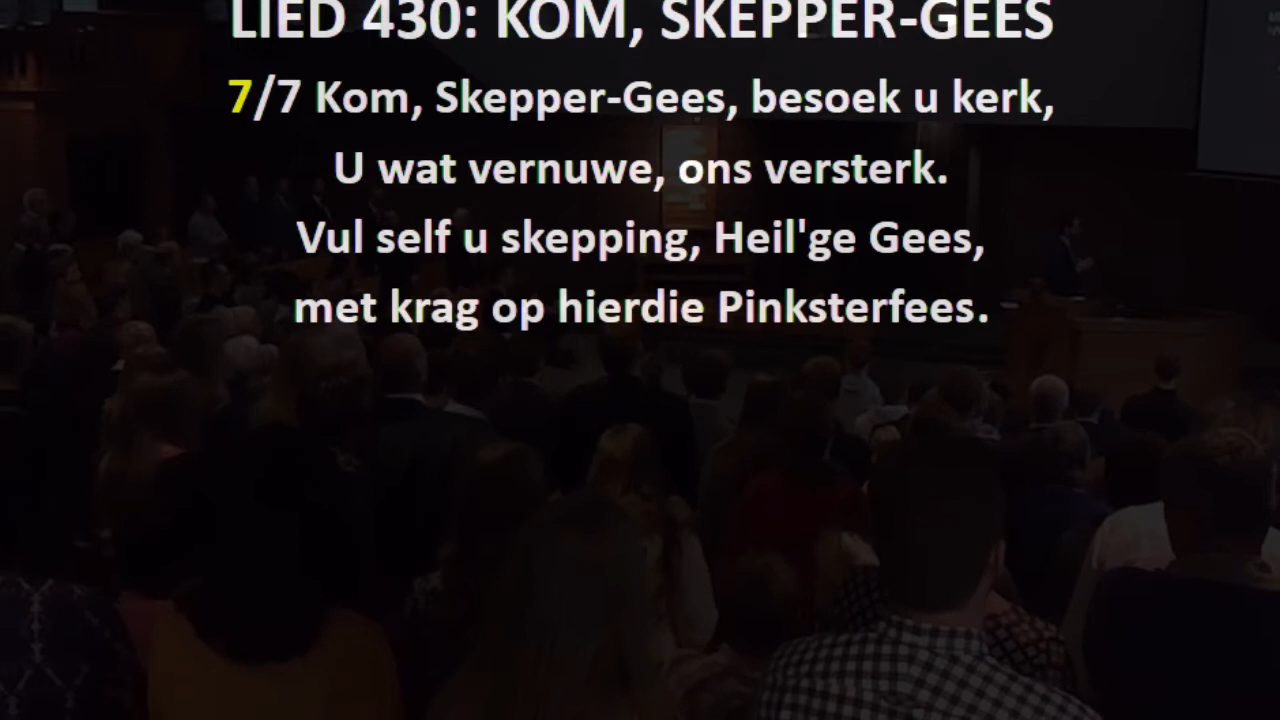 LIED 430: KOM, SKEPPER-GEES
7/7 Kom, Skepper-Gees, besoek u kerk,
U wat vernuwe, ons versterk.
Vul self u skepping, Heil'ge Gees,
met krag op hierdie Pinksterfees.